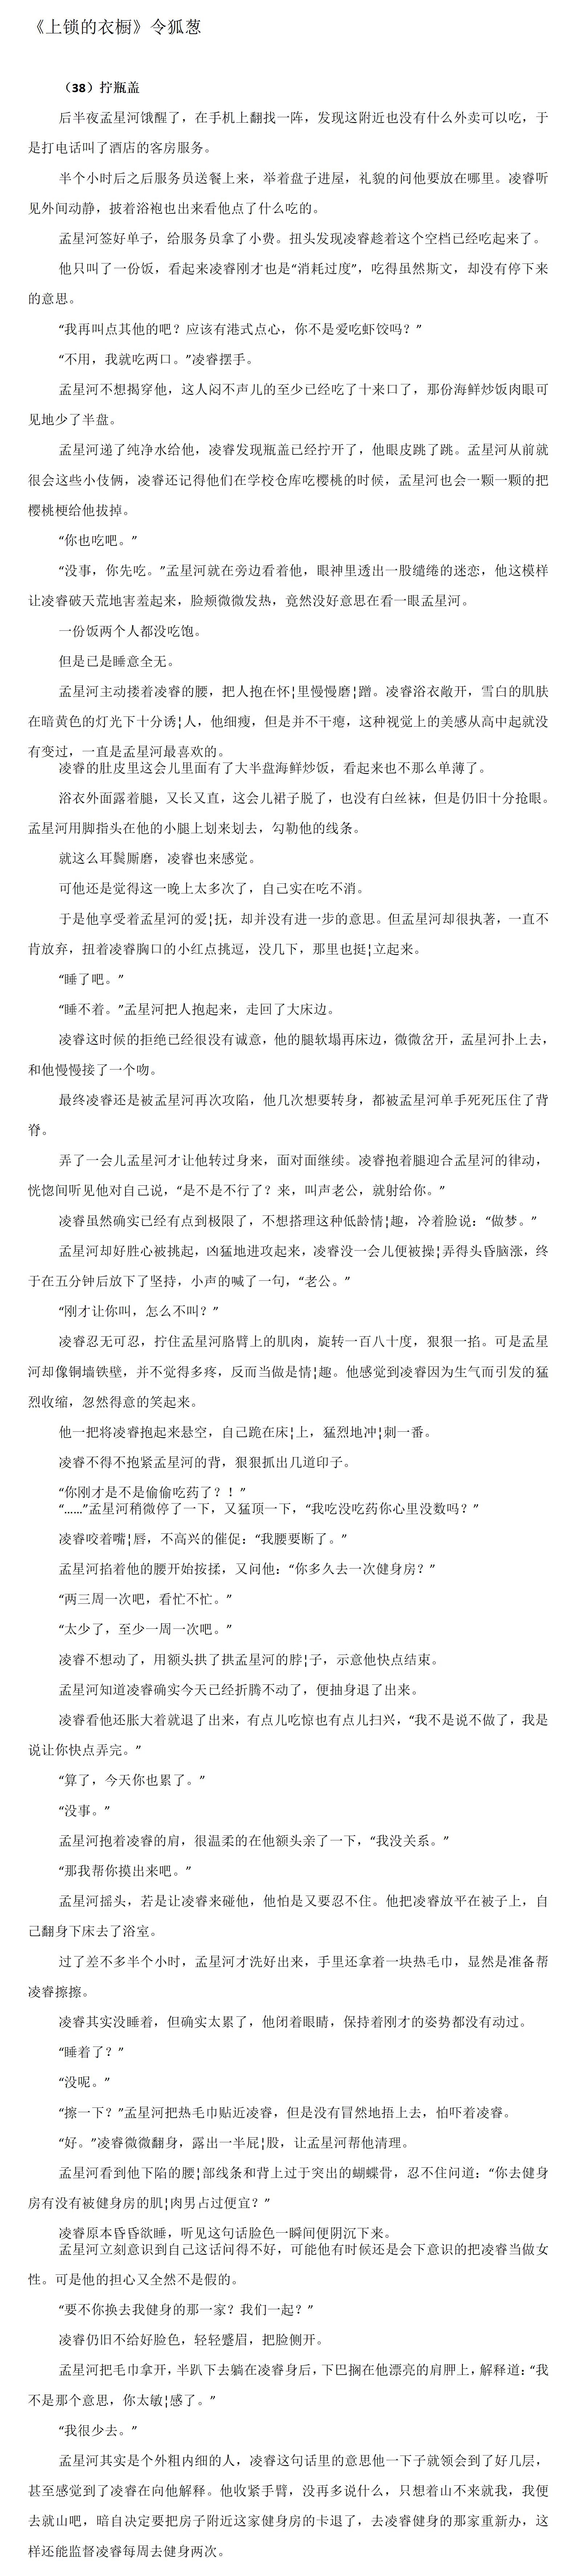 《上锁的衣橱》令狐葱
（38）拧瓶盖
后半夜孟星河饿醒了，在手机上翻找一阵，发现这附近也没有什么外卖可以吃，于
是打电话叫了酒店的客房服务。
半个小时后之后服务员送餐上来，举着盘子进屋，礼貌的问他要放在哪里。凌睿听
见外间动静，披着浴袍也出来看他点了什么吃的。
孟星河签好单子，给服务员拿了小费。扭头发现凌睿趁着这个空档已经吃起来了。
他只叫了一份饭，看起来凌睿刚才也是“消耗过度”，吃得虽然斯文，却没有停下来
的意思。
“我再叫点其他的吧？应该有港式点心，你不是爱吃虾饺吗？”
“不用，我就吃两口。”凌睿摆手。
孟星河不想揭穿他，这人闷不声儿的至少已经吃了十来口了，那份海鲜炒饭肉眼可
见地少了半盘。
孟星河递了纯净水给他，凌睿发现瓶盖已经拧开了，他眼皮跳了跳。孟星河从前就
很会这些小伎俩，凌睿还记得他们在学校仓库吃樱桃的时候，孟星河也会一颗一颗的把
樱桃梗给他拔掉。
“你也吃吧。”
“没事，你先吃。”孟星河就在旁边看着他，眼神里透出一股缱绻的迷恋，他这模样
让凌睿破天荒地害羞起来，脸颊微微发热，竟然没好意思在看一眼孟星河。
一份饭两个人都没吃饱。
但是已是睡意全无。
孟星河主动搂着凌睿的腰，把人抱在怀¦里慢慢磨¦蹭。凌睿浴衣敞开，雪白的肌肤
在暗黄色的灯光下十分诱¦人，他细瘦，但是并不干瘪，这种视觉上的美感从高中起就没
有变过，一直是孟星河最喜欢的。
凌睿的肚皮里这会儿里面有了大半盘海鲜炒饭，看起来也不那么单薄了。
浴衣外面露着腿，又长又直，这会儿裙子脱了，也没有白丝袜，但是仍旧十分抢眼。
孟星河用脚指头在他的小腿上划来划去，勾勒他的线条。
就这么耳鬓厮磨，凌睿也来感觉。
可他还是觉得这一晚上太多次了，自己实在吃不消。
于是他享受着孟星河的爱¦抚，却并没有进一步的意思。但孟星河却很执著，一直不
肯放弃，扭着凌睿胸口的小红点挑逗，没几下，那里也挺¦立起来。
“睡了吧。”
“睡不着。”孟星河把人抱起来，走回了大床边。
凌睿这时候的拒绝已经很没有诚意，他的腿软塌再床边，微微岔开，孟星河扑上去，
和他慢慢接了一个吻。
最终凌睿还是被孟星河再次攻陷，他几次想要转身，都被孟星河单手死死压住了背
脊。
弄了一会儿孟星河才让他转过身来，面对面继续。凌睿抱着腿迎合孟星河的律动，
恍惚间听见他对自己说，“是不是不行了？来，叫声老公，就射给你。”
凌睿虽然确实已经有点到极限了，不想搭理这种低龄情¦趣，冷着脸说：“做梦。”
孟星河却好胜心被挑起，凶猛地进攻起来，凌睿没一会儿便被操¦弄得头昏脑涨，终
于在五分钟后放下了坚持，小声的喊了一句，“老公。”
“刚才让你叫，怎么不叫？”
凌睿忍无可忍，拧住孟星河胳臂上的肌肉，旋转一百八十度，狠狠一掐。可是孟星
河却像铜墙铁壁，并不觉得多疼，反而当做是情¦趣。他感觉到凌睿因为生气而引发的猛
烈收缩，忽然得意的笑起来。
他一把将凌睿抱起来悬空，自己跪在床¦上，猛烈地冲¦刺一番。
凌睿不得不抱紧孟星河的背，狠狠抓出几道印子。
“你刚才是不是偷偷吃药了？！”
“……”孟星河稍微停了一下，又猛顶一下，“我吃没吃药你心里没数吗？”
凌睿咬着嘴¦唇，不高兴的催促：“我腰要断了。”
孟星河掐着他的腰开始按揉，又问他：“你多久去一次健身房？”
“两三周一次吧，看忙不忙。”
“太少了，至少一周一次吧。”
凌睿不想动了，用额头拱了拱孟星河的脖¦子，示意他快点结束。
孟星河知道凌睿确实今天已经折腾不动了，便抽身退了出来。
凌睿看他还胀大着就退了出来，有点儿吃惊也有点儿扫兴，“我不是说不做了，我是
说让你快点弄完。”
“算了，今天你也累了。”
“没事。”
孟星河抱着凌睿的肩，很温柔的在他额头亲了一下，“我没关系。”
“那我帮你摸出来吧。”
孟星河摇头，若是让凌睿来碰他，他怕是又要忍不住。他把凌睿放平在被子上，自
己翻身下床去了浴室。
过了差不多半个小时，孟星河才洗好出来，手里还拿着一块热毛巾，显然是准备帮
凌睿擦擦。
凌睿其实没睡着，但确实太累了，他闭着眼睛，保持着刚才的姿势都没有动过。
“睡着了？”
“没呢。”
“擦一下？”孟星河把热毛巾贴近凌睿，但是没有冒然地捂上去，怕吓着凌睿。
“好。”凌睿微微翻身，露出一半屁¦股，让孟星河帮他清理。
孟星河看到他下陷的腰¦部线条和背上过于突出的蝴蝶骨，忍不住问道：“你去健身
房有没有被健身房的肌¦肉男占过便宜？”
凌睿原本昏昏欲睡，听见这句话脸色一瞬间便阴沉下来。
孟星河立刻意识到自己这话问得不好，可能他有时候还是会下意识的把凌睿当做女
性。可是他的担心又全然不是假的。
“要不你换去我健身的那一家？我们一起？”
凌睿仍旧不给好脸色，轻轻蹙眉，把脸侧开。
孟星河把毛巾拿开，半趴下去躺在凌睿身后，下巴搁在他漂亮的肩胛上，解释道：“我
不是那个意思，你太敏¦感了。”
“我很少去。”
孟星河其实是个外粗内细的人，凌睿这句话里的意思他一下子就领会到了好几层，
甚至感觉到了凌睿在向他解释。他收紧手臂，没再多说什么，只想着山不来就我，我便
去就山吧，暗自决定要把房子附近这家健身房的卡退了，去凌睿健身的那家重新办，这
样还能监督凌睿每周去健身两次。